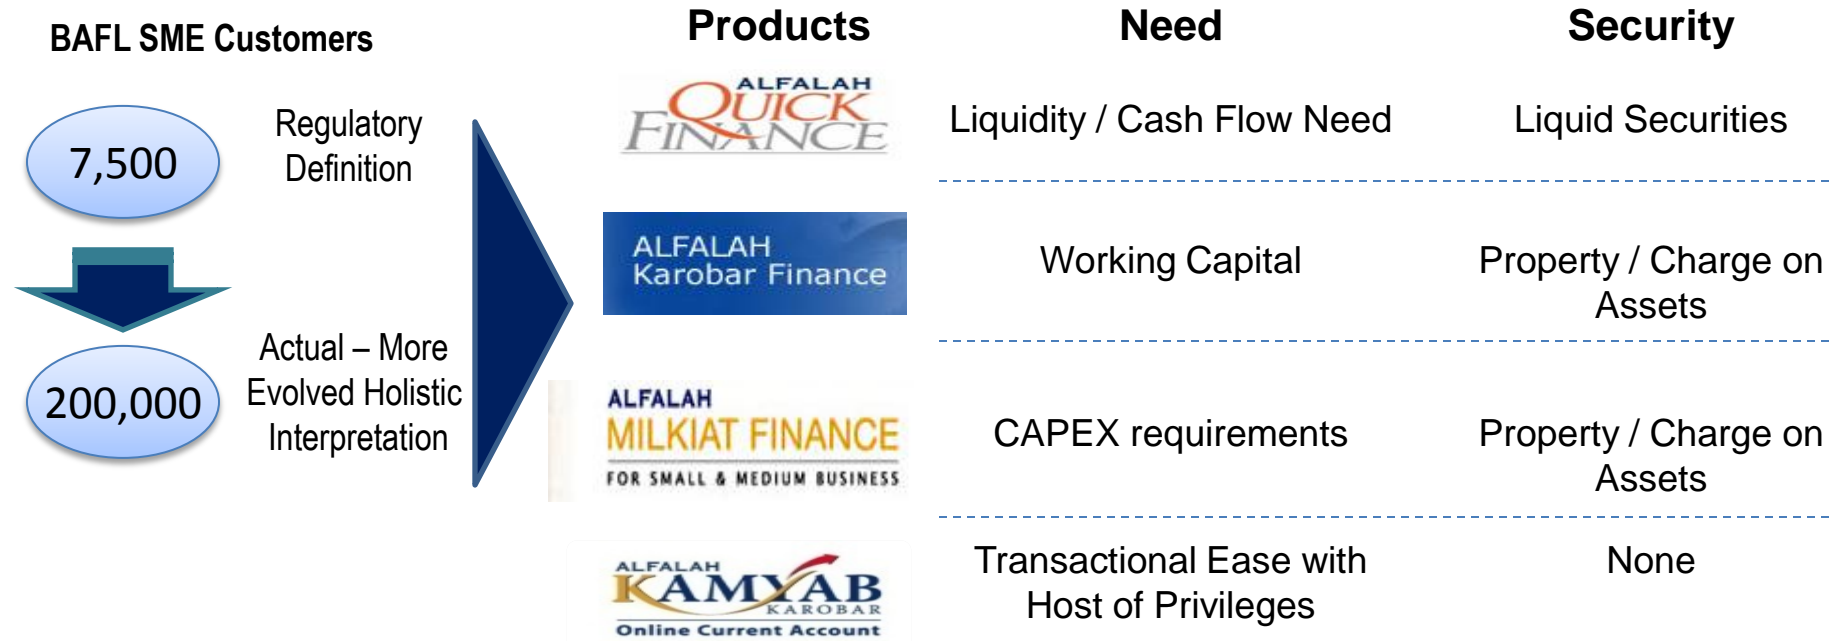 BAFL SME Customers
7,500
Regulatory
Definition
200,000
Actual – More
Evolved Holistic
Interpretation
Products
Need
Security
ALFALAH
QUICK
FINANCE
Liquidity / Cash Flow Need
Liquid Securities
ALFALAH
Karobar Finance
Working Capital
Property / Charge on
Assets
ALFALAH
MILKIAT FINANCE
FOR SMALL & MEDIUM BUSINESS
CAPEX requirements
Property / Charge on
Assets
ALFALAH
KAMYAB
KAROBAR
Online Current Account
Transactional Ease with
Host of Privileges
None